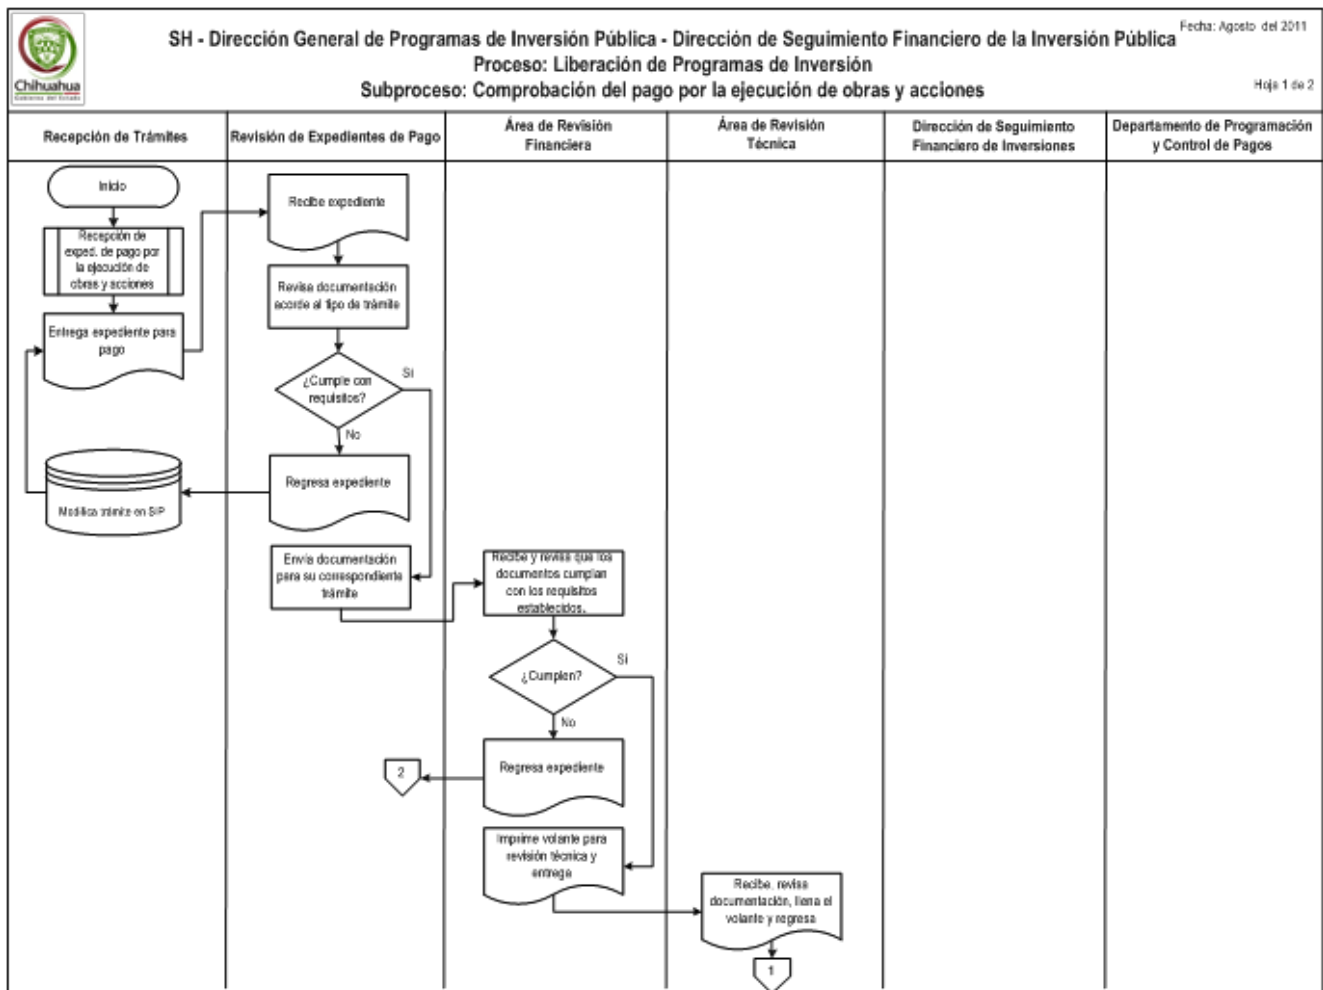 Chihuahua
Gobierno del Estado
SH - Dirección General de Programas de Inversión Pública - Dirección de Seguimiento Financiero de la Inversión Pública
Proceso: Liberación de Programas de Inversión
Subproceso: Comprobación del pago por la ejecución de obras y acciones
Fecha: Agosto del 2011
Hoja 1 de 2
Recepción de Trámites
Revisión de Expedientes de Pago
Área de Revisión
Financiera
Área de Revisión
Técnica
Dirección de Seguimiento
Financiero de Inversiones
Departamento de Programación
y Control de Pagos
Inicio
Recepción de
exped. de pago por
la ejecución de
obras y acciones
Entrega expediente para
pago
Recibe expediente
Revisa documentación
acorde al tipo de trámite
¿Cumple con
requisitos?
Si
No
Regresa expediente
Modifica trámite en SIP
Envía documentación
para su correspondiente
trámite
Recibe y revisa que los
documentos cumplan
con los requisitos
establecidos.
¿Cumplen?
Si
No
Regresa expediente
2
Imprime volante para
revisión técnica y
entrega
Recibe, revisa
documentación, llena el
volante y regresa
1